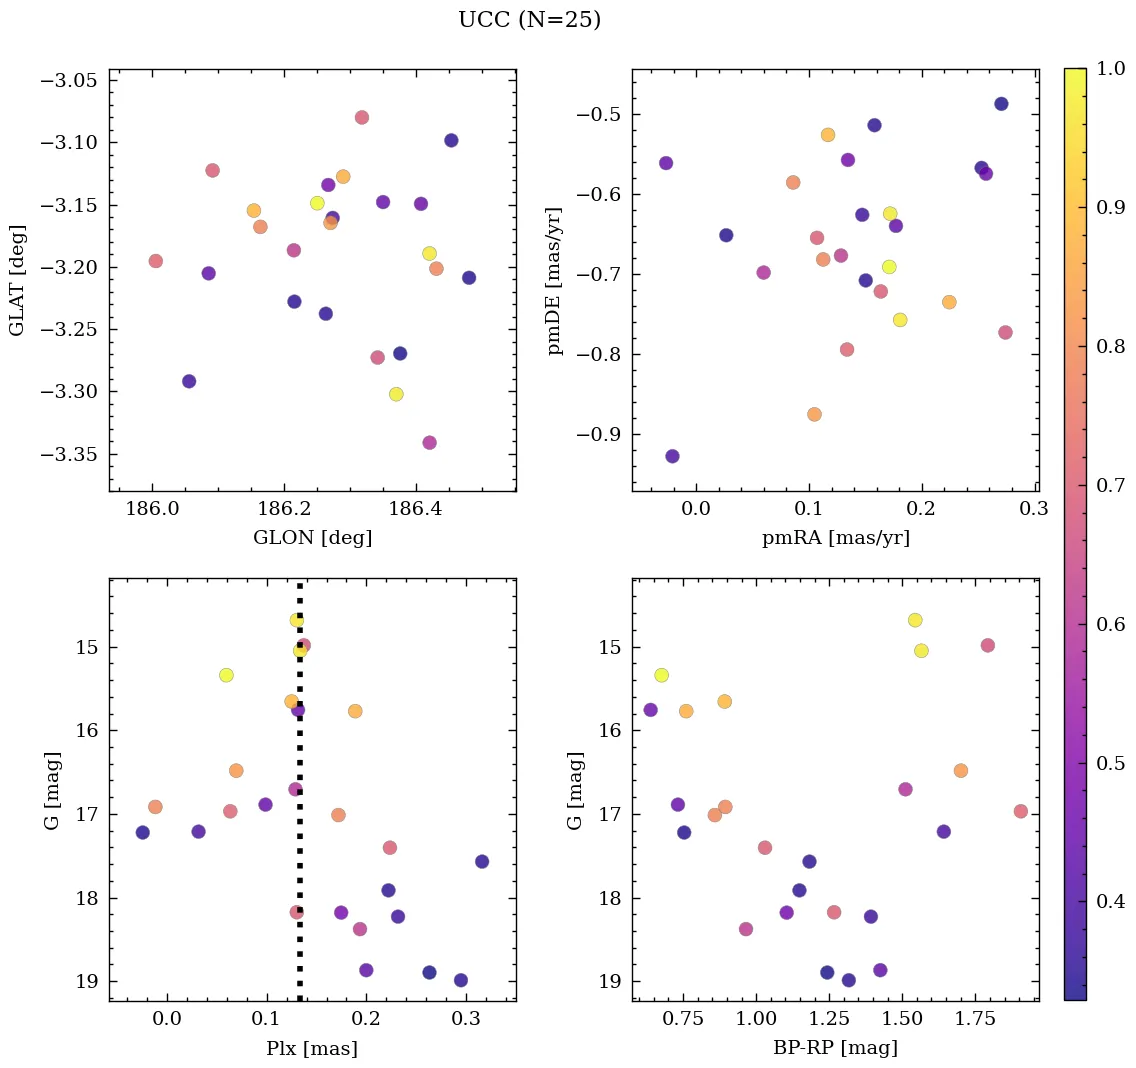 UCC (N=25)
−3.05
−3.10
−3.15
−3.20
−3.25
−3.30
−3.35
GLAT [deg]
186.0 186.2 186.4
GLON [deg]
−0.5
−0.6
−0.7
−0.8
−0.9
pmDE [mas/yr]
0.0 0.1 0.2 0.3
pmRA [mas/yr]
15
16
17
18
19
G [mag]
0.0 0.1 0.2 0.3
Plx [mas]
15
16
17
18
19
G [mag]
0.75 1.00 1.25 1.50 1.75
BP-RP [mag]
1.0
0.9
0.8
0.7
0.6
0.5
0.4